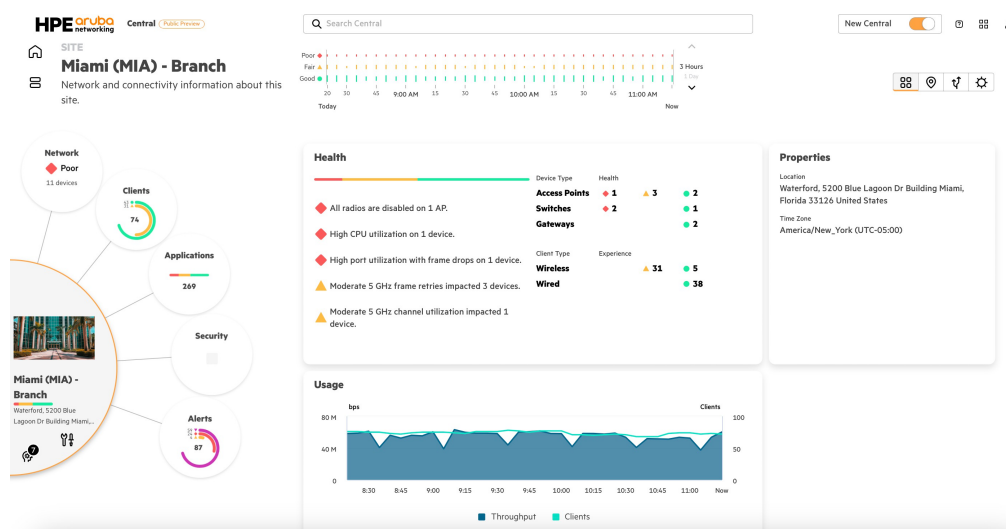 HPE aruba networking
Central
Public Preview
Search Central
New Central
SITE
Miami (MIA) - Branch
Network and connectivity information about this site.
Poor
Fair
Good
20 30 45 9:00 AM 15 30 45 10:00 AM 15 30 45 11:00 AM
Today
Now
3 Hours
1 Day
Network
Poor
11 devices
Clients
74
Applications
269
Security
Alerts
87
Miami (MIA) -
Branch
Waterford, 5200 Blue
Lagoon Dr Building Miami,...
7
Health
All radios are disabled on 1 AP.
High CPU utilization on 1 device.
High port utilization with frame drops on 1 device.
Moderate 5 GHz frame retries impacted 3 devices.
Moderate 5 GHz channel utilization impacted 1
device.
Device Type Health
Access Points 1 3 2
Switches 2 1
Gateways 2
Client Type Experience
Wireless 31 5
Wired 38
Properties
Location
Waterford, 5200 Blue Lagoon Dr Building Miami,
Florida 33126 United States
Time Zone
America/New_York (UTC-05:00)
Usage
bps
Clients
80 M
40 M
0
100
50
0
8:30 8:45 9:00 9:15 9:30 9:45 10:00 10:15 10:30 10:45 11:00 Now
Throughput Clients